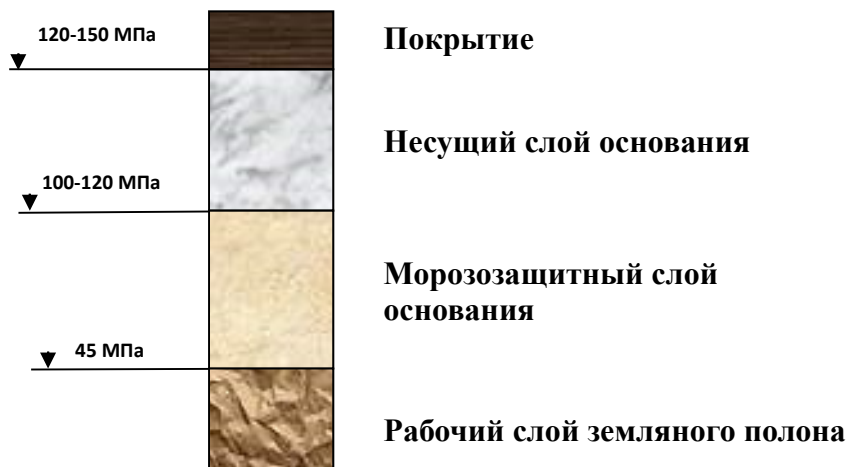 120-150 МПа
Покрытие
Несущий слой основания
100-120 МПа
Морозозащитный слой
основания
45 МПа
Рабочий слой земляного полона